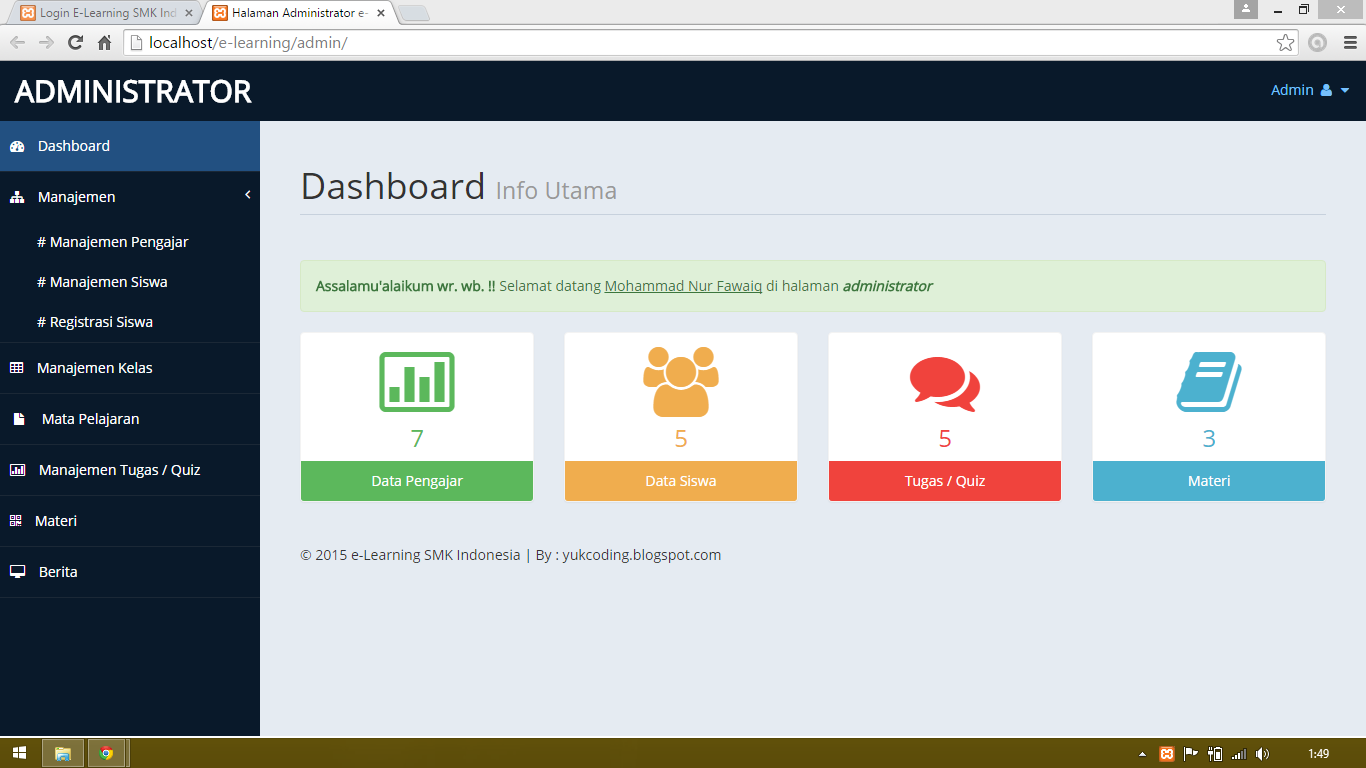 Login E-Learning SMK Ind
Halaman Administrator e-
localhost/e-learning/admin/
ADMINISTRATOR
Admin
Dashboard
Manajemen
# Manajemen Pengajar
# Manajemen Siswa
# Registrasi Siswa
Manajemen Kelas
Mata Pelajaran
Manajemen Tugas / Quiz
Materi
Berita
Dashboard Info Utama
Assalamu'alaikum wr. wb. !! Selamat datang Mohammad Nur Fawaiq di halaman administrator
7
Data Pengajar
5
Data Siswa
5
Tugas / Quiz
3
Materi
© 2015 e-Learning SMK Indonesia | By : yukcoding.blogspot.com
1:49